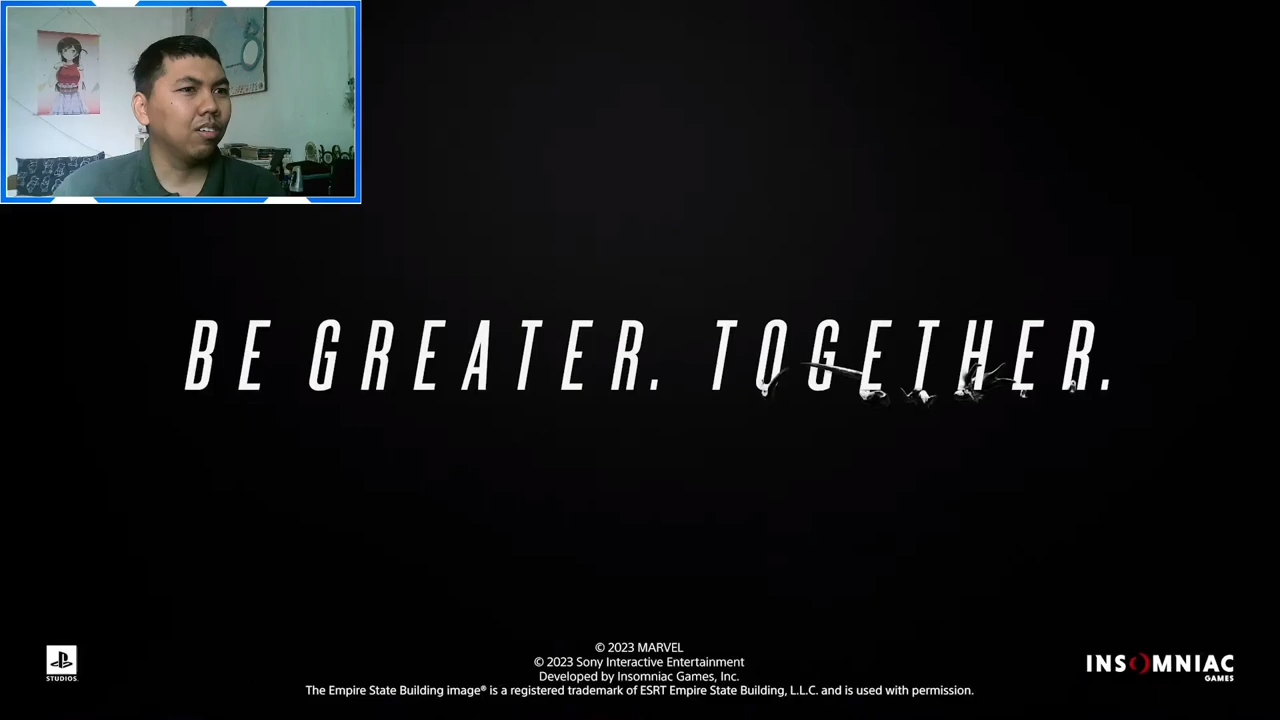 BE GREATER. TOGETHER.
© 2023 MARVEL
© 2023 Sony Interactive Entertainment
Developed by Insomniac Games, Inc.
The Empire State Building image® is a registered trademark of ESRT Empire State Building, L.L.C. and is used with permission.
STUDIOS
INSOMNIAC
GAMES